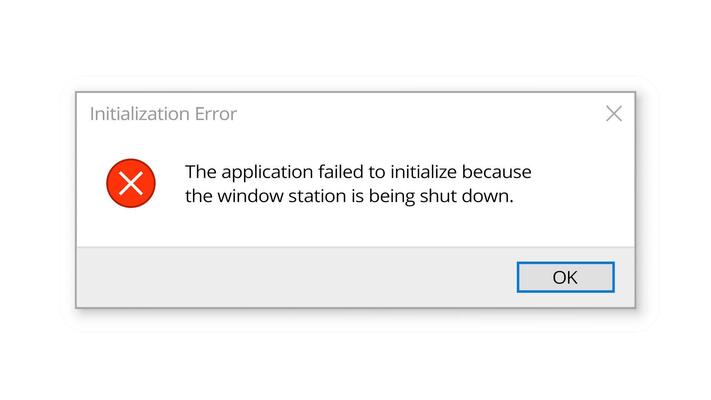 Initialization Error
The application failed to initialize because
the window station is being shut down.
OK